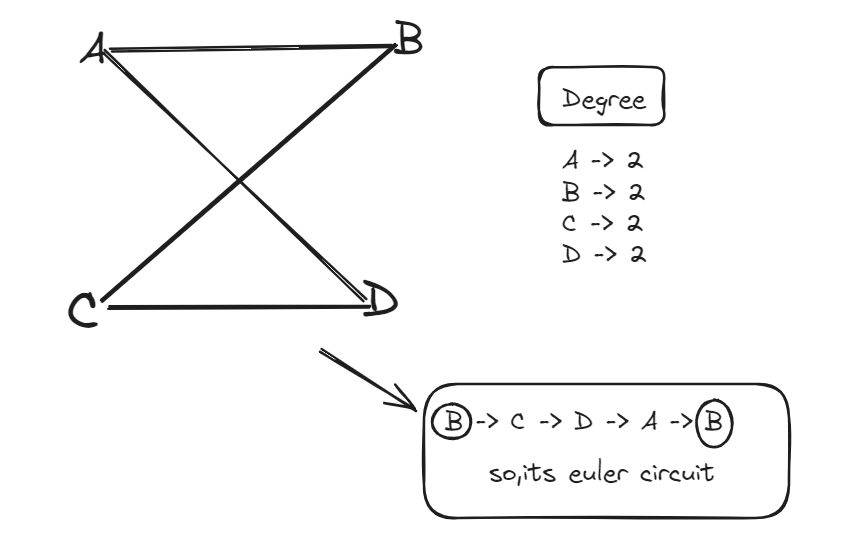 A
B
C
D
Degree
A -> 2
B -> 2
C -> 2
D -> 2
B -> C -> D -> A -> B
so,its euler circuit